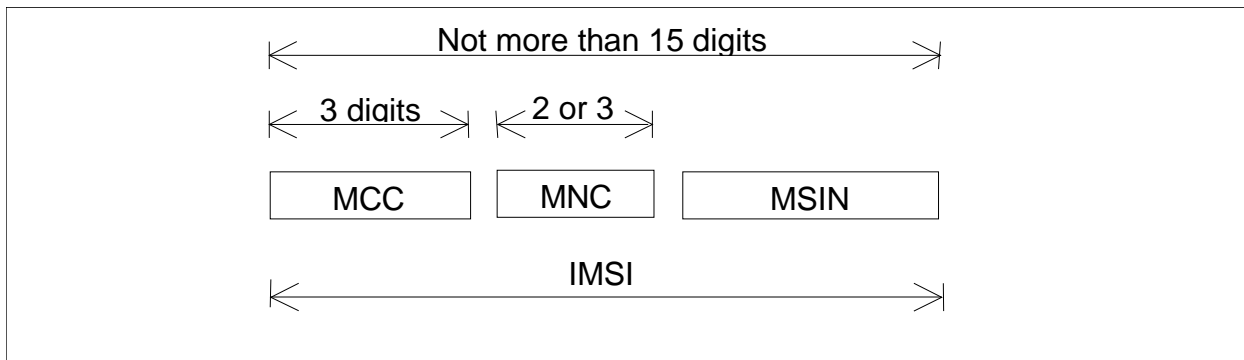 Not more than 15 digits
3 digits
2 or 3
MCC
MNC
MSIN
IMSI